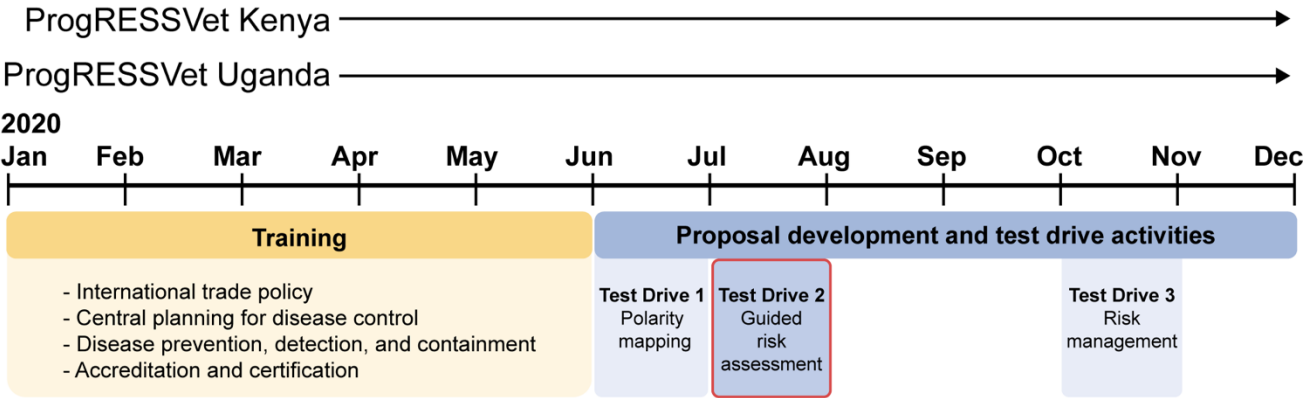 ProgRESSVet Kenya
ProgRESSVet Uganda
2020
Jan Feb Mar Apr May Jun Jul Aug Sep Oct Nov Dec
Training
Proposal development and test drive activities
- International trade policy
- Central planning for disease control
- Disease prevention, detection, and containment
- Accreditation and certification
Test Drive 1
Polarity
mapping
Test Drive 2
Guided
risk
assessment
Test Drive 3
Risk
management